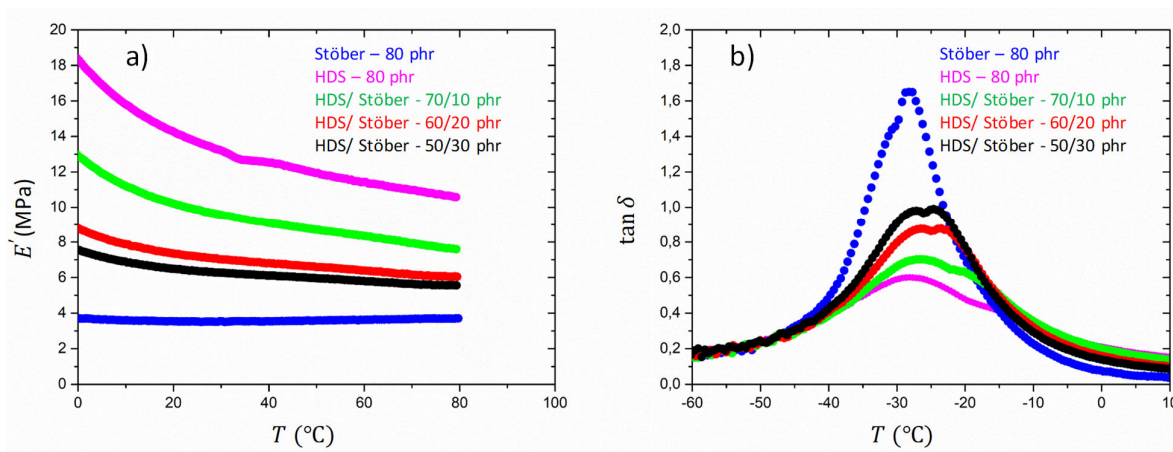 a)
Stöber – 80 phr
HDS – 80 phr
HDS/ Stöber - 70/10 phr
HDS/ Stöber - 60/20 phr
HDS/ Stöber - 50/30 phr
20
18
16
14
12
10
8
6
4
2
0
E′(MPa)
0 20 40 60 80 100
T (°C)
b)
Stöber – 80 phr
HDS – 80 phr
HDS/ Stöber - 70/10 phr
HDS/ Stöber - 60/20 phr
HDS/ Stöber - 50/30 phr
2,0
1,8
1,6
1,4
1,2
1,0
0,8
0,6
0,4
0,2
0,0
tan δ
-60 -50 -40 -30 -20 -10 0 10
T (°C)